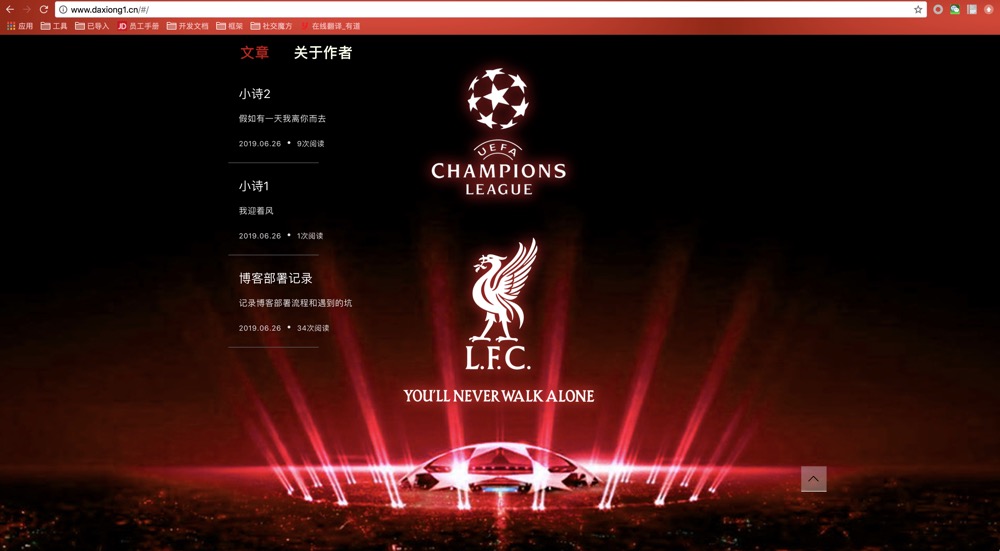 www.daxiong1.cn/#/
应用 工具 已导入 JD 员工手册 开发文档 框架 社交魔方 在线翻译_有道
文章 关于作者
小诗2
假如有一天我离你而去
2019.06.26 • 9次阅读
小诗1
我迎着风
2019.06.26 • 1次阅读
博客部署记录
记录博客部署流程和遇到的坑
2019.06.26 • 34次阅读
UEFA
CHAMPIONS
LEAGUE
L.F.C.
YOU'LL NEVER WALK ALONE